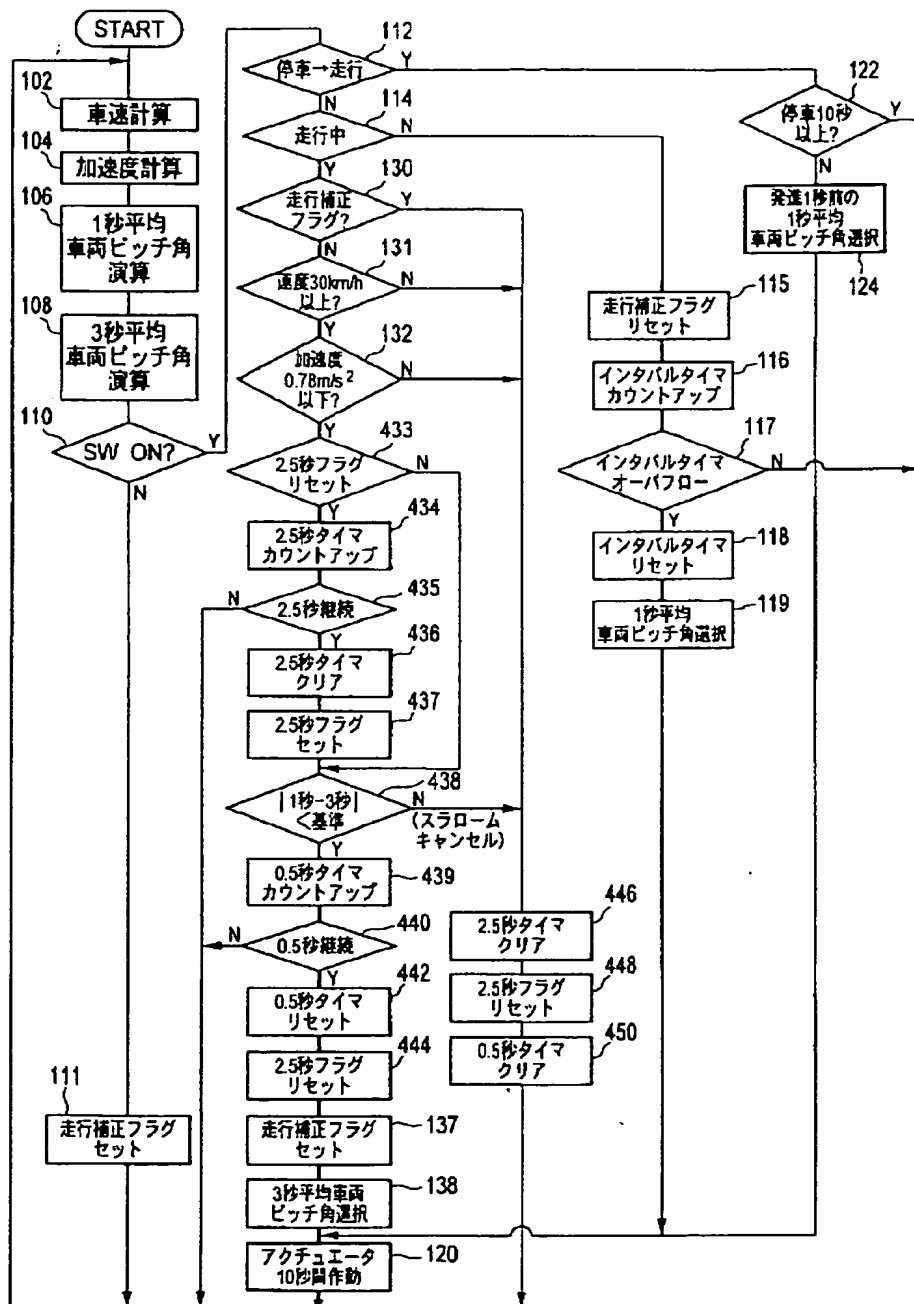 START
102
車速計算
104
加速度計算
106
1秒平均
車両ピッチ角
演算
108
3秒平均
車両ピッチ角
演算
110
SW ON?
Y
N
111
走行補正フラグ
セット
112
停車→走行
Y
N
114
走行中
N
Y
130
走行補正
フラグ?
Y
N
131
速度30km/h
以上?
N
Y
132
加速度
0.78m/s²
以下?
N
Y
433
2.5秒フラグ
リセット
N
Y
434
2.5秒タイマ
カウントアップ
435
2.5秒継続
N
Y
436
2.5秒タイマ
クリア
437
2.5秒フラグ
セット
438
|1秒-3秒|
<基準
N
(スラローム
キャンセル)
Y
0.5秒タイマ
カウントアップ
439
440
0.5秒継続
N
Y
442
0.5秒タイマ
リセット
444
2.5秒フラグ
リセット
走行補正フラグ
セット
137
3秒平均車両
ピッチ角選択
138
アクチュエータ
10秒間作動
120
446
2.5秒タイマ
クリア
448
2.5秒フラグ
リセット
450
0.5秒タイマ
クリア
115
走行補正フラグ
リセット
116
インタバルタイマ
カウントアップ
117
インタバルタイマ
オーバフロー
N
Y
118
インタバルタイマ
リセット
119
1秒平均
車両ピッチ角選択
122
停車10秒
以上?
Y
N
発進1秒前の
1秒平均
車両ピッチ角選択
124